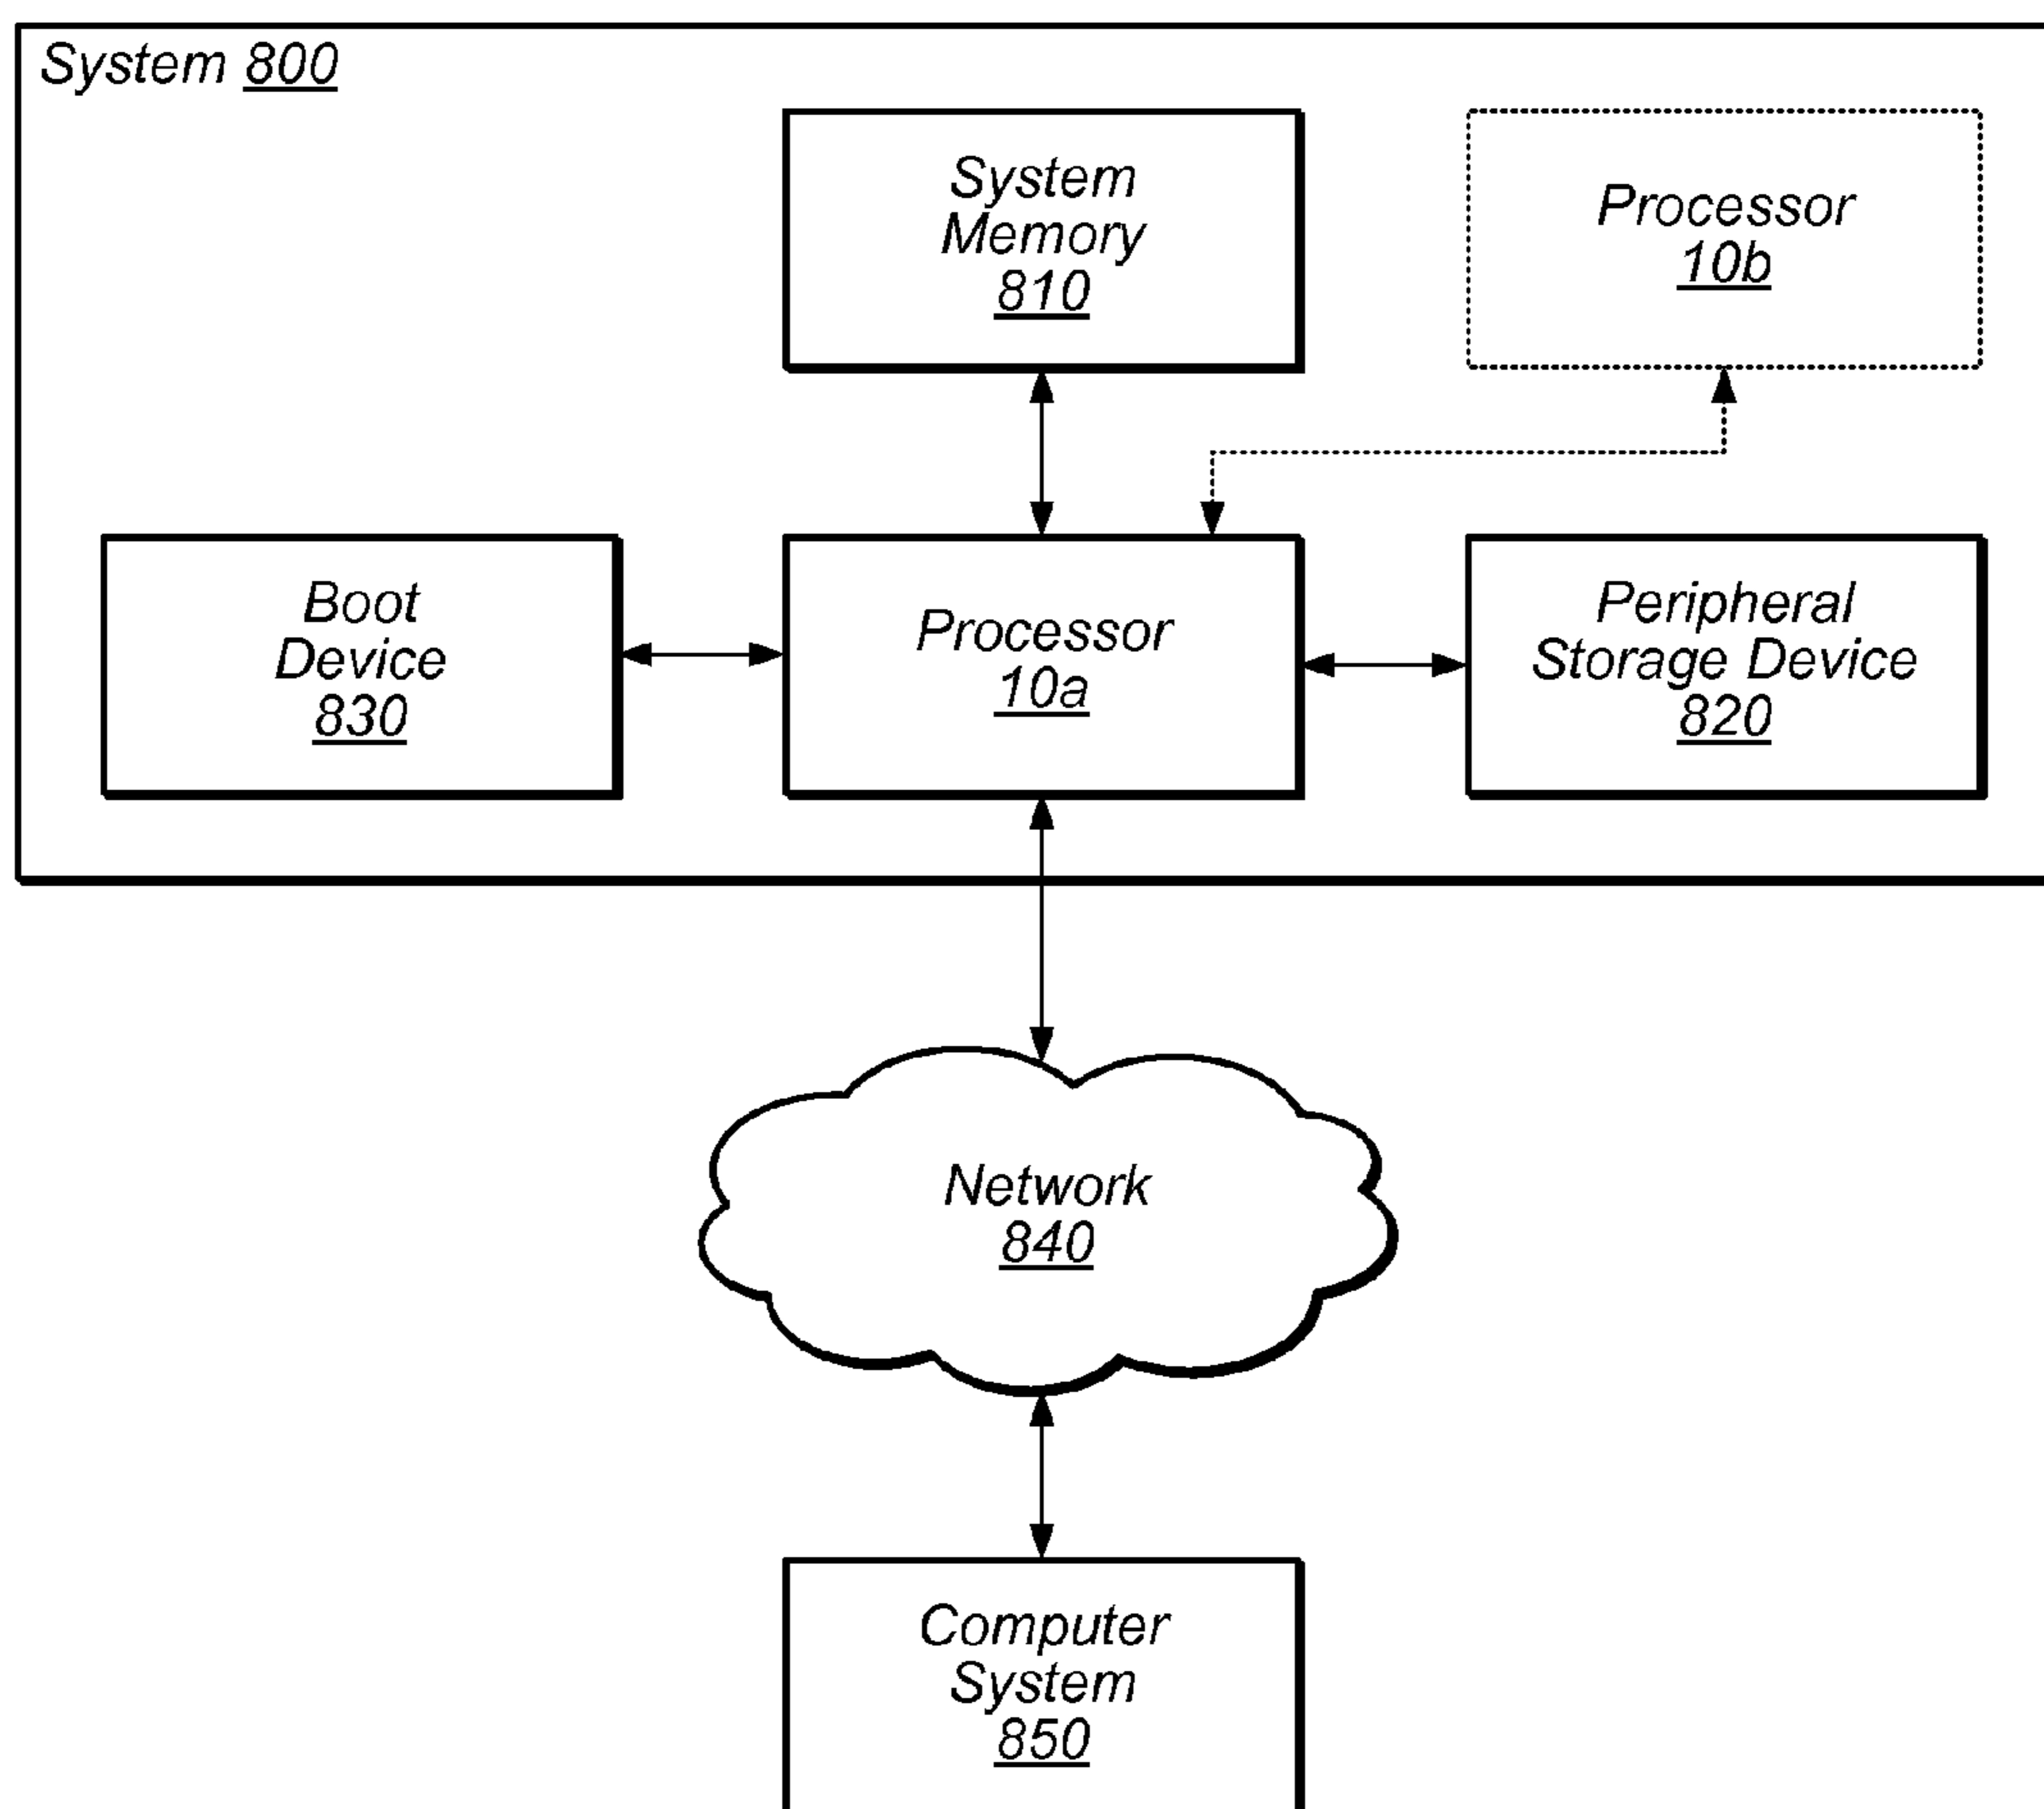 System 800
System
Memory
810
Processor
10b
Boot
Device
830
Processor
10a
Peripheral
Storage Device
820
Network
840
Computer
System
850